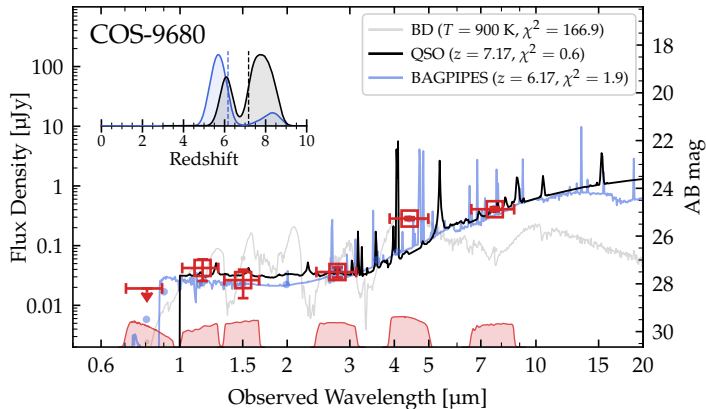 COS-9680
BD (T = 900 K, χ² = 166.9)
QSO (z = 7.17, χ² = 0.6)
BAGPIPES (z = 6.17, χ² = 1.9)
0 2 4 6 8 10
Redshift
100
10
1
0.1
0.01
Flux Density [μJy]
18
20
22
24
26
28
30
AB mag
0.6 1 1.5 2 3 4 5 6 10 15 20
Observed Wavelength [μm]